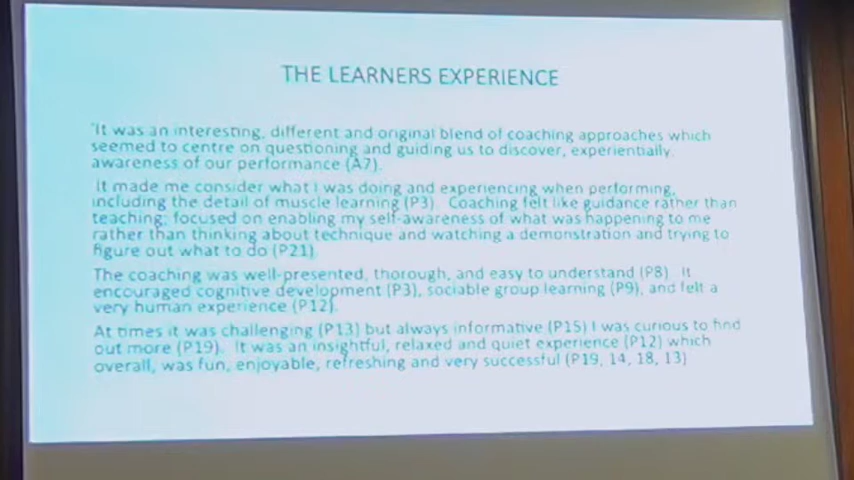 THE LEARNERS EXPERIENCE
'It was an interesting, different and original blend of coaching approaches which
seemed to centre on questioning and guiding us to discover, experientially,
awareness of our performance (A7).
It made me consider what I was doing and experiencing when performing,
including the detail of muscle learning (P3). Coaching felt like guidance rather than
teaching; focused on enabling my self-awareness of what was happening to me
rather than thinking about technique and watching a demonstration and trying to
figure out what to do (P21)
The coaching was well-presented, thorough, and easy to understand (P8). It
encouraged cognitive development (P3), sociable group learning (P9), and felt a
very human experience (P12).
At times it was challenging (P13) but always informative (P15) I was curious to find
out more (P19). It was an insightful, relaxed and quiet experience (P12) which
overall, was fun, enjoyable, refreshing and very successful (P19, 14, 18, 13)